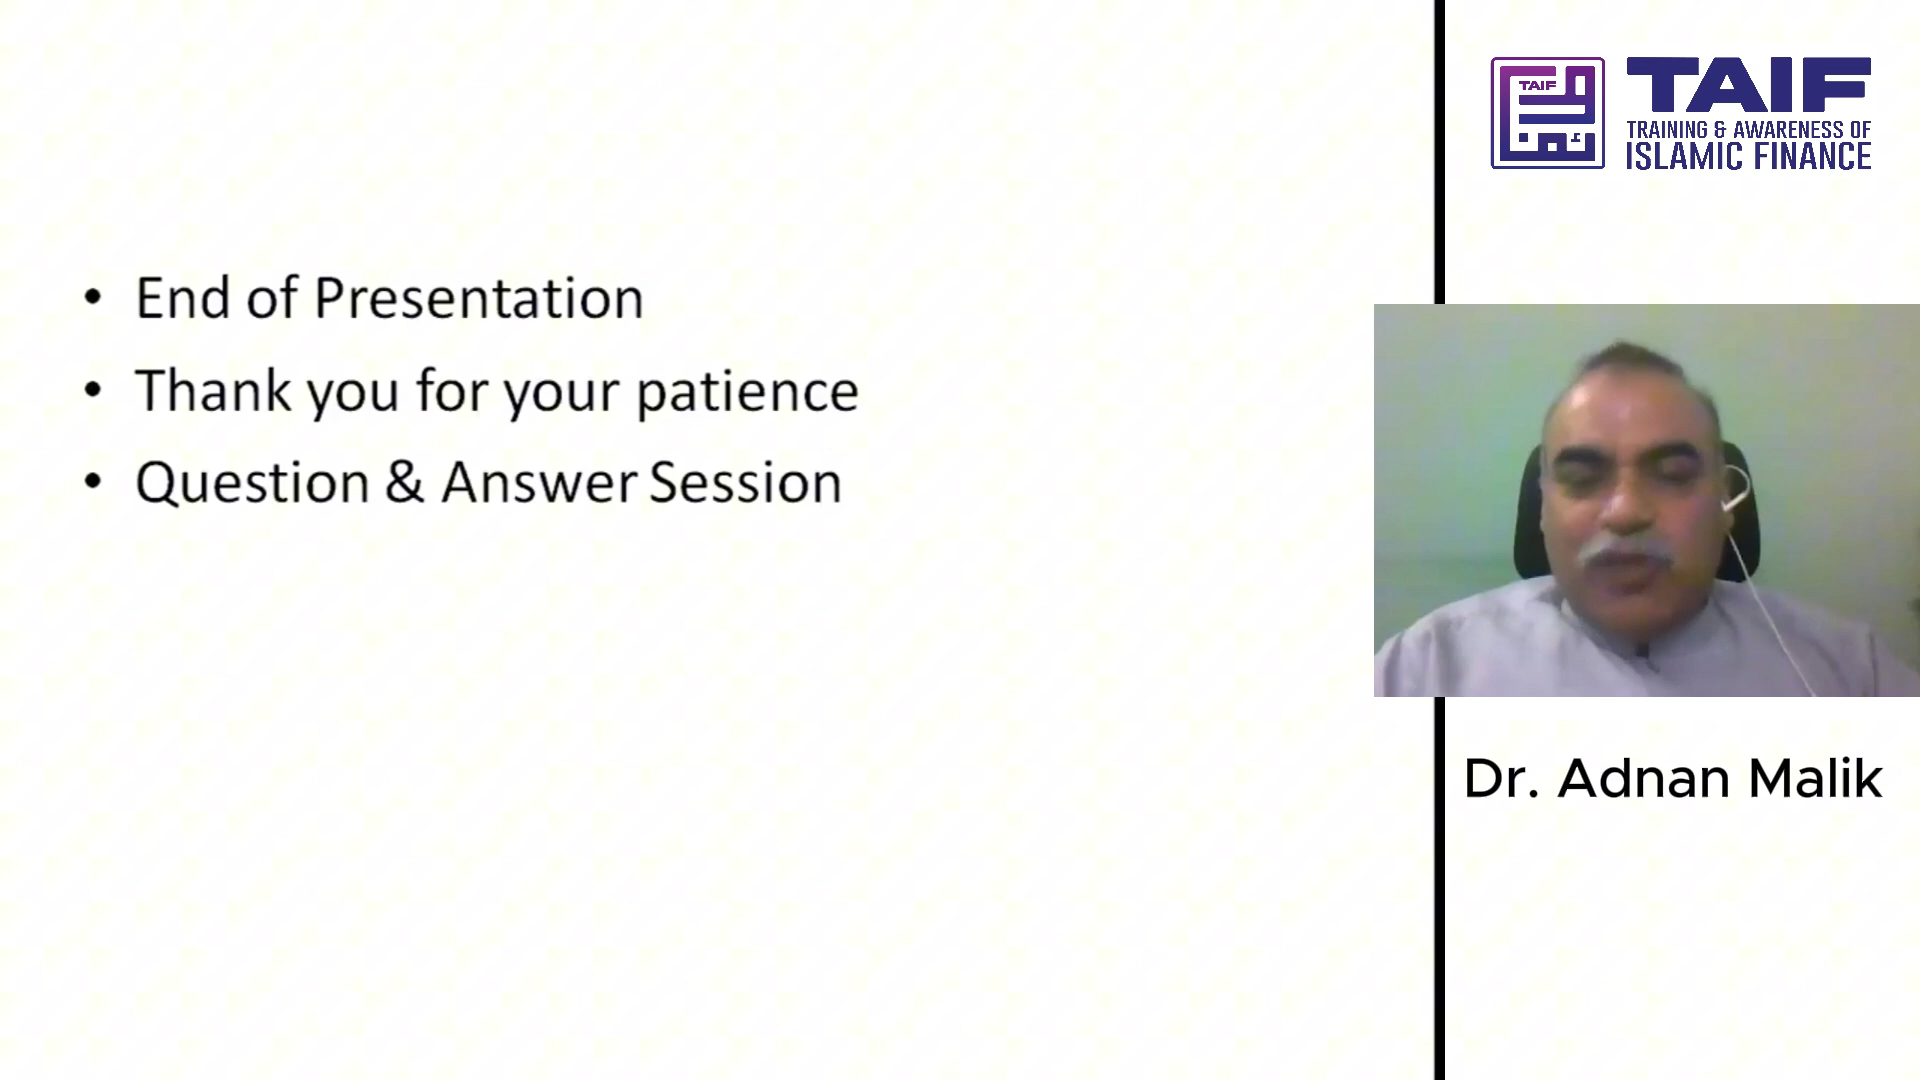 • End of Presentation
• Thank you for your patience
• Question & Answer Session
TAIF
TAIF
TRAINING & AWARENESS OF
ISLAMIC FINANCE
Dr. Adnan Malik